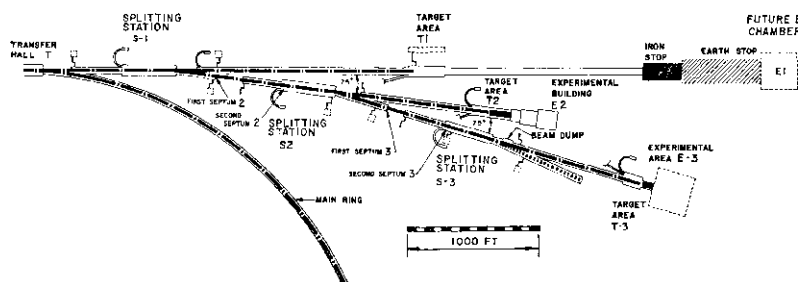 SPLITTING
STATION
S-1
TARGET
AREA
T1
FUTURE B
CHAMBER
TRANSFER
HALL T
IRON
STOP
EARTH STOP
E1
FIRST SEPTUM 2
SECOND
SEPTUM 2
SPLITTING
STATION
S2
TARGET
AREA
T2
EXPERIMENTAL
BUILDING
E2
BEAM DUMP
FIRST SEPTUM 3
SECOND SEPTUM 3
SPLITTING
STATION
S-3
EXPERIMENTAL
AREA E-3
TARGET
AREA
T-3
MAIN RING
1000 FT